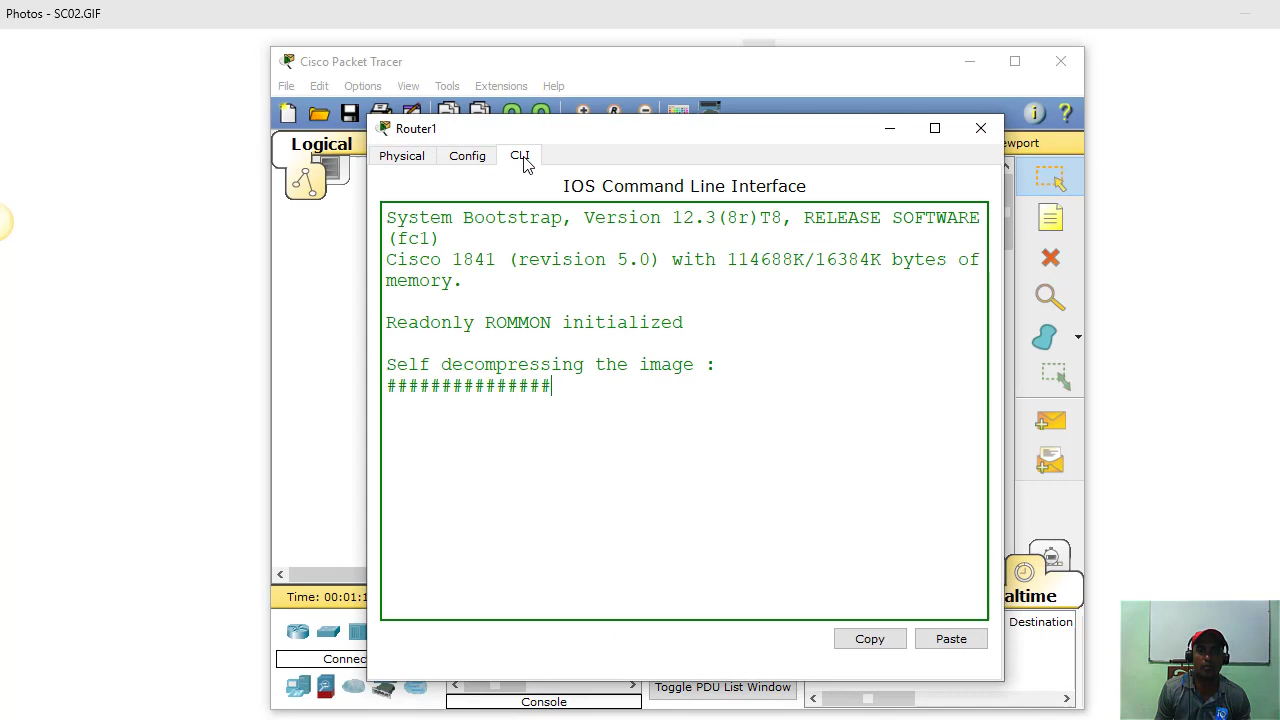 Photos - SC02.GIF
Cisco Packet Tracer
File Edit Options View Tools Extensions Help
Router1
Logical
Physical Config CLI
IOS Command Line Interface
System Bootstrap, Version 12.3(8r)T8, RELEASE SOFTWARE
(fc1)
Cisco 1841 (revision 5.0) with 114688K/16384K bytes of
memory.
Readonly ROMMON initialized
Self decompressing the image :
###############
Time: 00:01:1
altime
Destination
Copy Paste
Connec
Toggle PDU List Window
Console